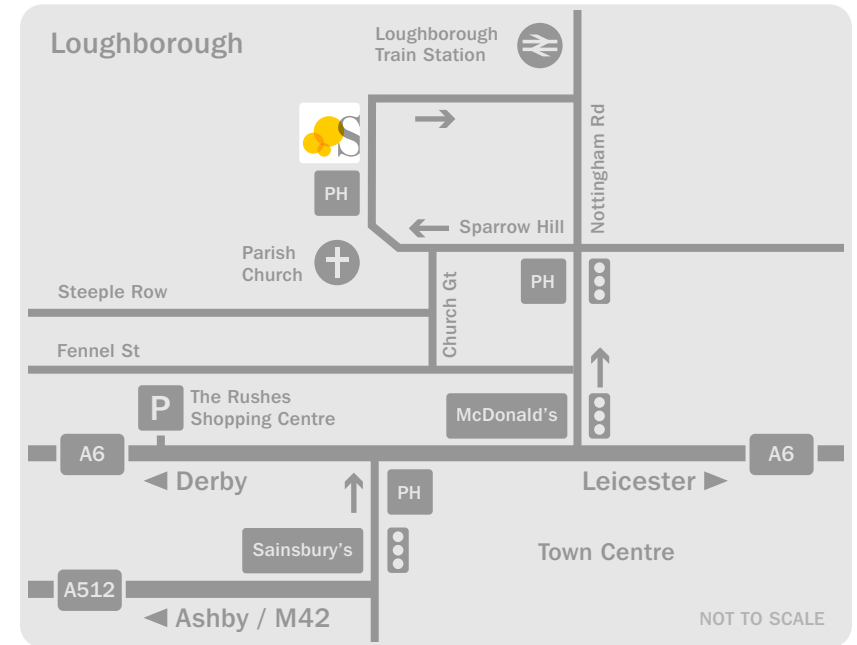 Loughborough
Loughborough
Train Station
Nottingham Rd
S
PH
Sparrow Hill
Parish
Church
PH
Church Gt
Steeple Row
Fennel St
P
The Rushes
Shopping Centre
McDonald's
A6
A6
Derby
Leicester
PH
Sainsbury's
Town Centre
A512
Ashby / M42
NOT TO SCALE